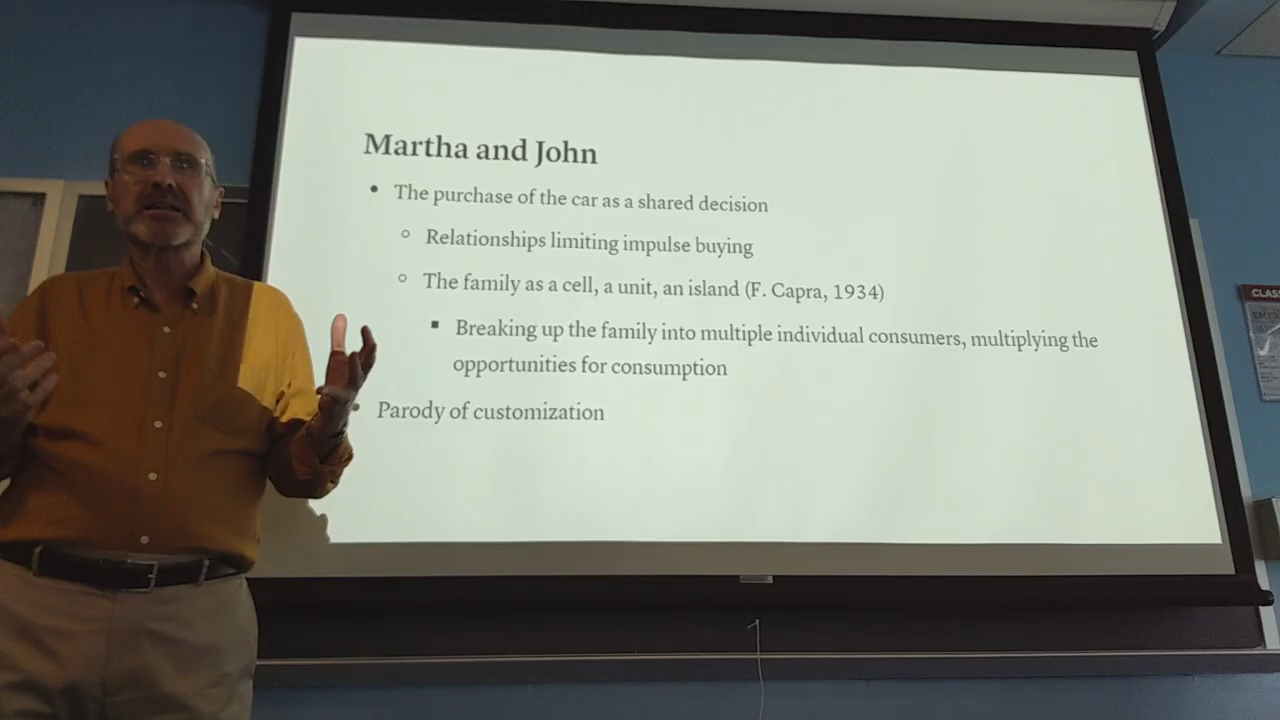 Martha and John
• The purchase of the car as a shared decision
○ Relationships limiting impulse buying
○ The family as a cell, a unit, an island (F. Capra, 1934)
▪ Breaking up the family into multiple individual consumers, multiplying the
opportunities for consumption
• Parody of customization
CLASS